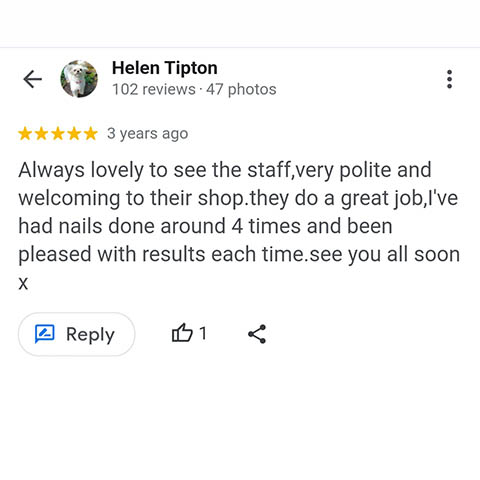 Helen Tipton
102 reviews · 47 photos
3 years ago
Always lovely to see the staff,very polite and
welcoming to their shop.they do a great job,I've
had nails done around 4 times and been
pleased with results each time.see you all soon
x
Reply
1